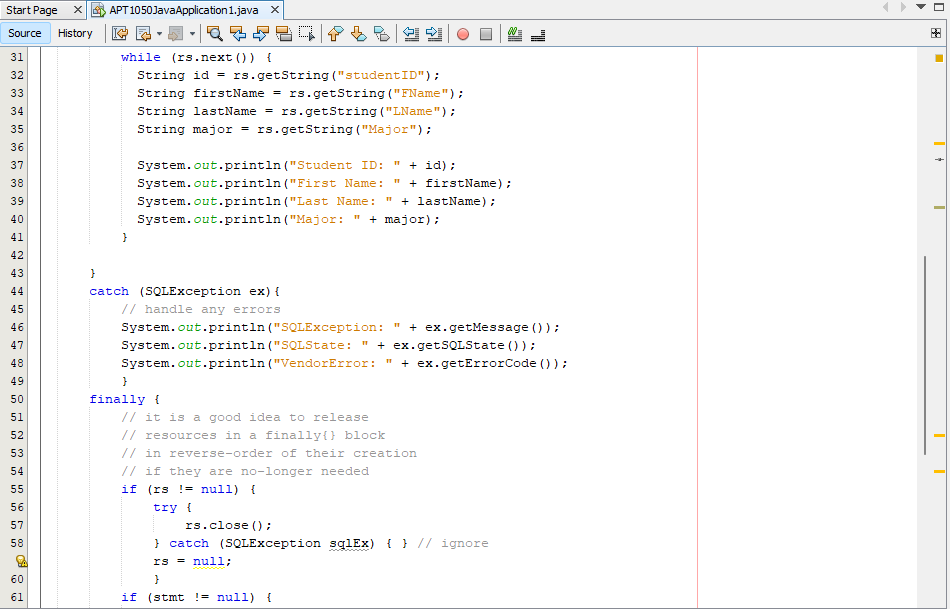 Start Page
APT1050JavaApplication1.java
Source History
31 while (rs.next()) {
32 String id = rs.getString("studentID");
33 String firstName = rs.getString("FName");
34 String lastName = rs.getString("LName");
35 String major = rs.getString("Major");
36
37 System.out.println("Student ID: " + id);
38 System.out.println("First Name: " + firstName);
39 System.out.println("Last Name: " + lastName);
40 System.out.println("Major: " + major);
41 }
42
43 }
44 catch (SQLException ex){
45 // handle any errors
46 System.out.println("SQLException: " + ex.getMessage());
47 System.out.println("SQLState: " + ex.getSQLState());
48 System.out.println("VendorError: " + ex.getErrorCode());
49 }
50 finally {
51 // it is a good idea to release
52 // resources in a finally{} block
53 // in reverse-order of their creation
54 // if they are no-longer needed
55 if (rs != null) {
56 try {
57 rs.close();
58 } catch (SQLException sqlEx) { } // ignore
rs = null;
60 }
61 if (stmt != null) {